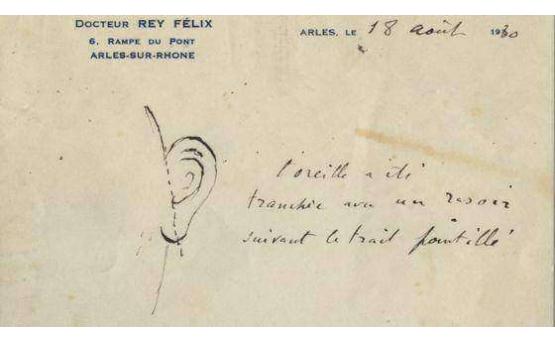 DOCTEUR REY FÉLIX
6, RAMPE DU PONT
ARLES-SUR-RHONE
ARLES, LE 18 août 1930
l'oreille a été
tranchée avec un rasoir
suivant le trait pointillé